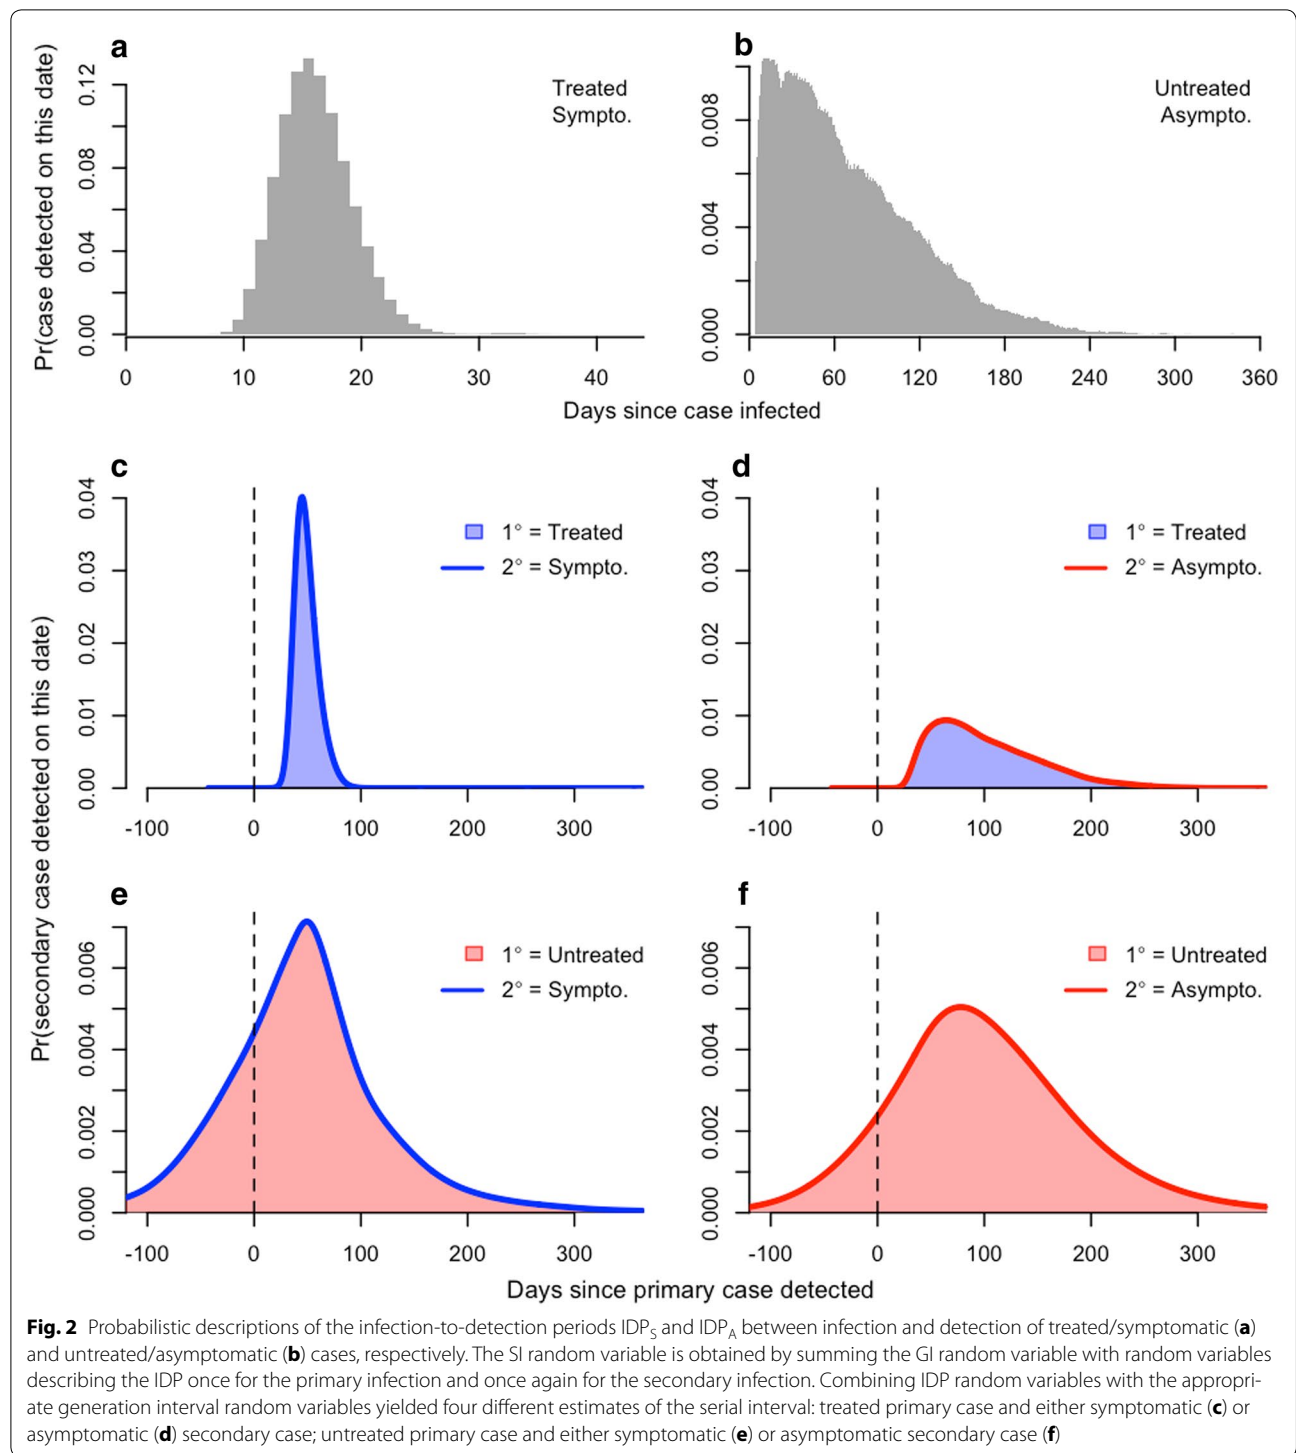 a
b
Pr(case detected on this date)
0.00 0.04 0.08 0.12
Treated
Sympto.
0 10 20 30 40
0.000 0.004 0.008
Untreated
Asympto.
0 60 120 180 240 300 360
Days since case infected
c
d
Pr(secondary case detected on this date)
0.00 0.01 0.02 0.03 0.04
1° = Treated
2° = Sympto.
-100 0 100 200 300
0.00 0.01 0.02 0.03 0.04
1° = Treated
2° = Asympto.
-100 0 100 200 300
e
f
0.000 0.002 0.004 0.006
1° = Untreated
2° = Sympto.
-100 0 100 200 300
0.000 0.002 0.004 0.006
1° = Untreated
2° = Asympto.
-100 0 100 200 300
Days since primary case detected
Fig. 2 Probabilistic descriptions of the infection-to-detection periods IDP_S and IDP_A between infection and detection of treated/symptomatic (a)
and untreated/asymptomatic (b) cases, respectively. The SI random variable is obtained by summing the GI random variable with random variables
describing the IDP once for the primary infection and once again for the secondary infection. Combining IDP random variables with the appropri-
ate generation interval random variables yielded four different estimates of the serial interval: treated primary case and either symptomatic (c) or
asymptomatic (d) secondary case; untreated primary case and either symptomatic (e) or asymptomatic secondary case (f)